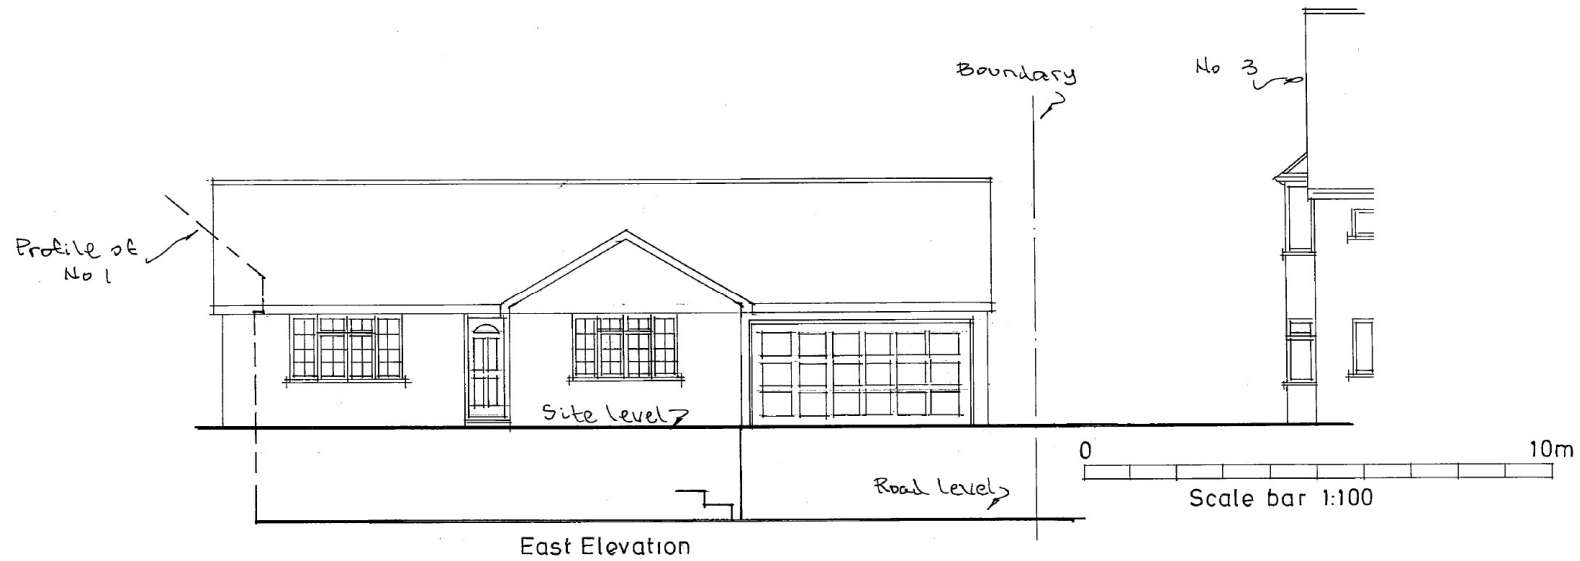 Boundary
No 3
Profile of
No 1
Site level
Road level
0 10m
Scale bar 1:100
East Elevation